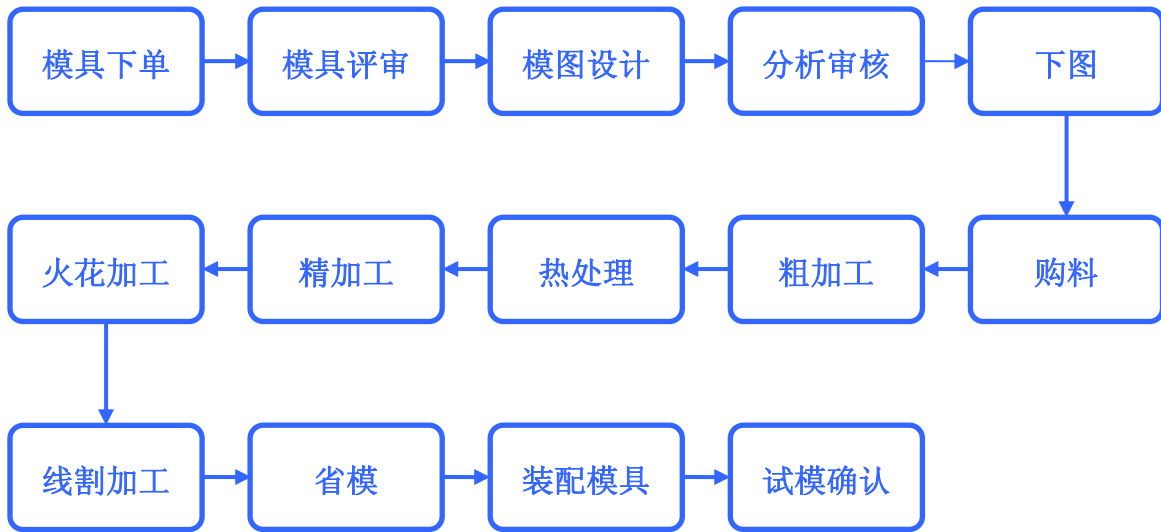 模具下单
模具评审
模图设计
分析审核
下图
购料
粗加工
热处理
精加工
火花加工
线割加工
省模
装配模具
试模确认